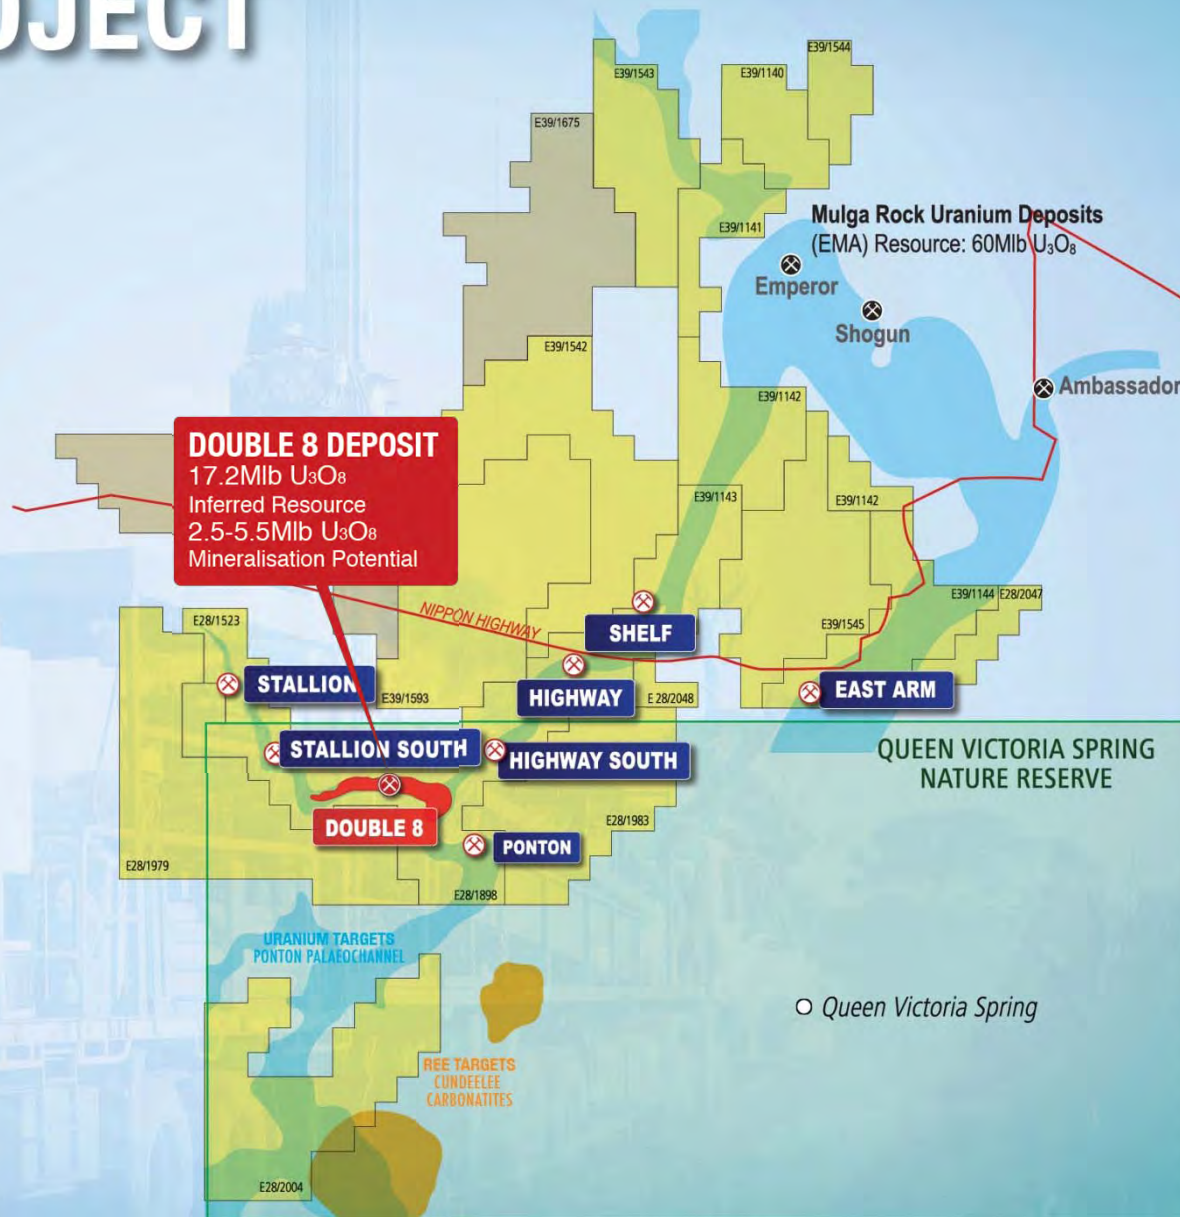 OJECT
E39/1544
E39/1543
E39/1140
E39/1675
Mulga Rock Uranium Deposits
(EMA) Resource: 60Mlb U₃O₈
E39/1141
Emperor
Shogun
E39/1542
Ambassador
E39/1142
DOUBLE 8 DEPOSIT
17.2Mlb U₃O₈
Inferred Resource
2.5-5.5Mlb U₃O₈
Mineralisation Potential
E39/1143
E39/1142
E39/1144
E28/2047
NIPPON HIGHWAY
E28/1523
E39/1545
SHELF
STALLION
E39/1593
HIGHWAY
E 28/2048
EAST ARM
STALLION SOUTH
HIGHWAY SOUTH
QUEEN VICTORIA SPRING
NATURE RESERVE
DOUBLE 8
E28/1983
PONTON
E28/1979
E28/1898
URANIUM TARGETS
PONTON PALAEOCHANNEL
Queen Victoria Spring
REE TARGETS
CUNDEELEE
CARBONATITES
E28/2004